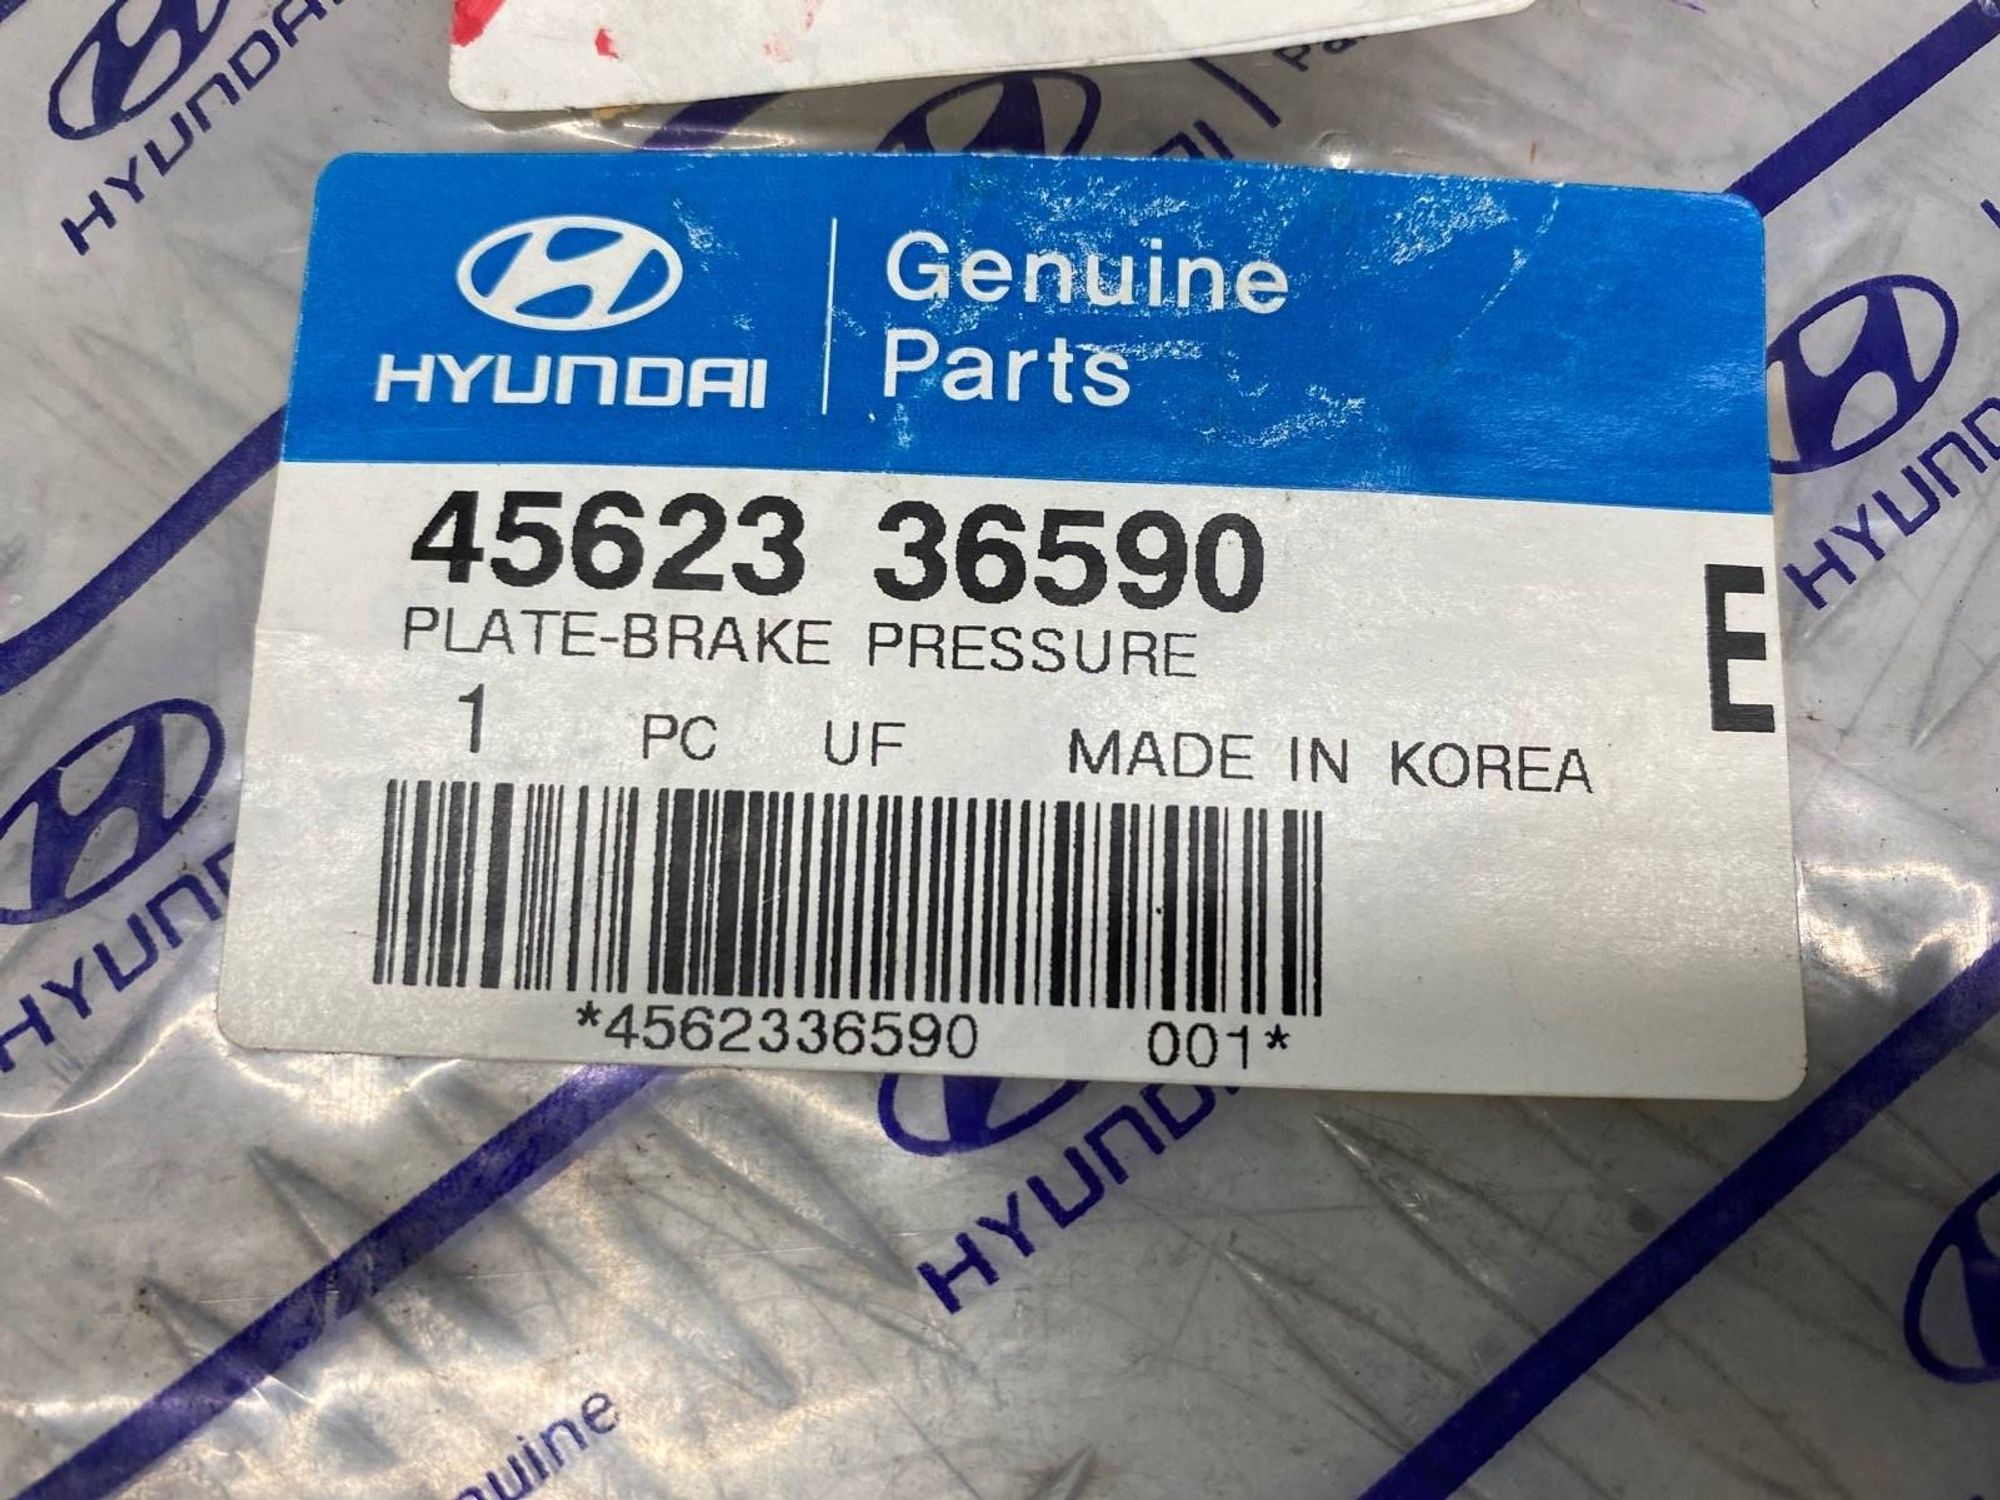 HYUNDAI
HYUNDAI
Genuine
Parts
45623 36590
PLATE-BRAKE PRESSURE
E
1 PC UF MADE IN KOREA
*4562336590 001*
HYUNDAI
HYUNDAI
HYUNDAI